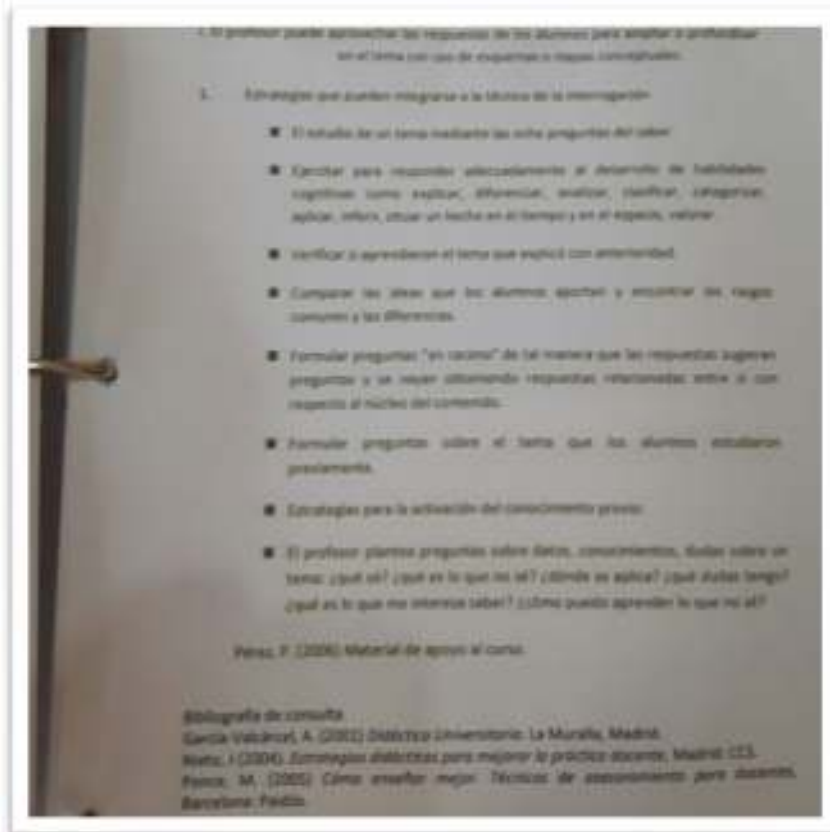 El profesor puede aprovechar las respuestas de los alumnos para ampliar o profundizar
en el tema con uso de esquemas o mapas conceptuales.
Estrategias que pueden integrarse a la técnica de la interrogación
■ El estudio de un tema mediante las ocho preguntas del saber
■ Ejercitar para responder adecuadamente al desarrollo de habilidades
cognitivas como explicar, diferenciar, analizar, clasificar, categorizar,
aplicar, inferir, situar un hecho en el tiempo y en el espacio, valorar.
■ Verificar si aprendieron el tema que explicó con anterioridad.
■ Comparar las ideas que los alumnos aportan y encontrar los rasgos
comunes y las diferencias.
■ Formular preguntas "en racimo" de tal manera que las respuestas sugieran
preguntas y se vayan obteniendo respuestas relacionadas entre sí con
respecto al núcleo del contenido.
■ Formular preguntas sobre el tema que los alumnos estudiaron
previamente.
■ Estrategias para la activación del conocimiento previo:
■ El profesor plantea preguntas sobre datos, conocimientos, dudas sobre un
tema: ¿qué sé? ¿qué es lo que no sé? ¿dónde se aplica? ¿qué dudas tengo?
¿qué es lo que me interesa saber? ¿cómo puedo aprender lo que no sé?
Pérez, P. (2006) Material de apoyo al curso.
Bibliografía de consulta
García-Valcárcel, A. (2001) Didáctica Universitaria. La Muralla, Madrid.
(2004). Estrategias didácticas para mejorar la práctica docente, Madrid: CCS.
Ponce, M. (2005) Cómo enseñar mejor. Técnicas de asesoramiento para docentes,
Barcelona: Paidós.